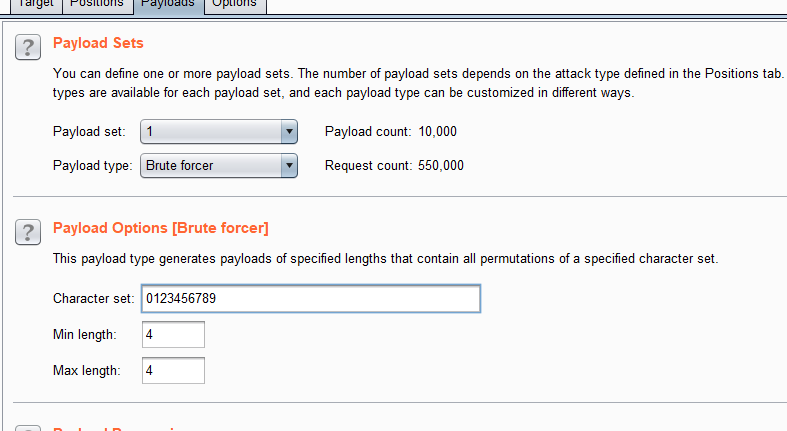 Target Positions Payloads Options
? Payload Sets
You can define one or more payload sets. The number of payload sets depends on the attack type defined in the Positions tab.
types are available for each payload set, and each payload type can be customized in different ways.
Payload set: 1 Payload count: 10,000
Payload type: Brute forcer Request count: 550,000
? Payload Options [Brute forcer]
This payload type generates payloads of specified lengths that contain all permutations of a specified character set.
Character set: 0123456789
Min length: 4
Max length: 4